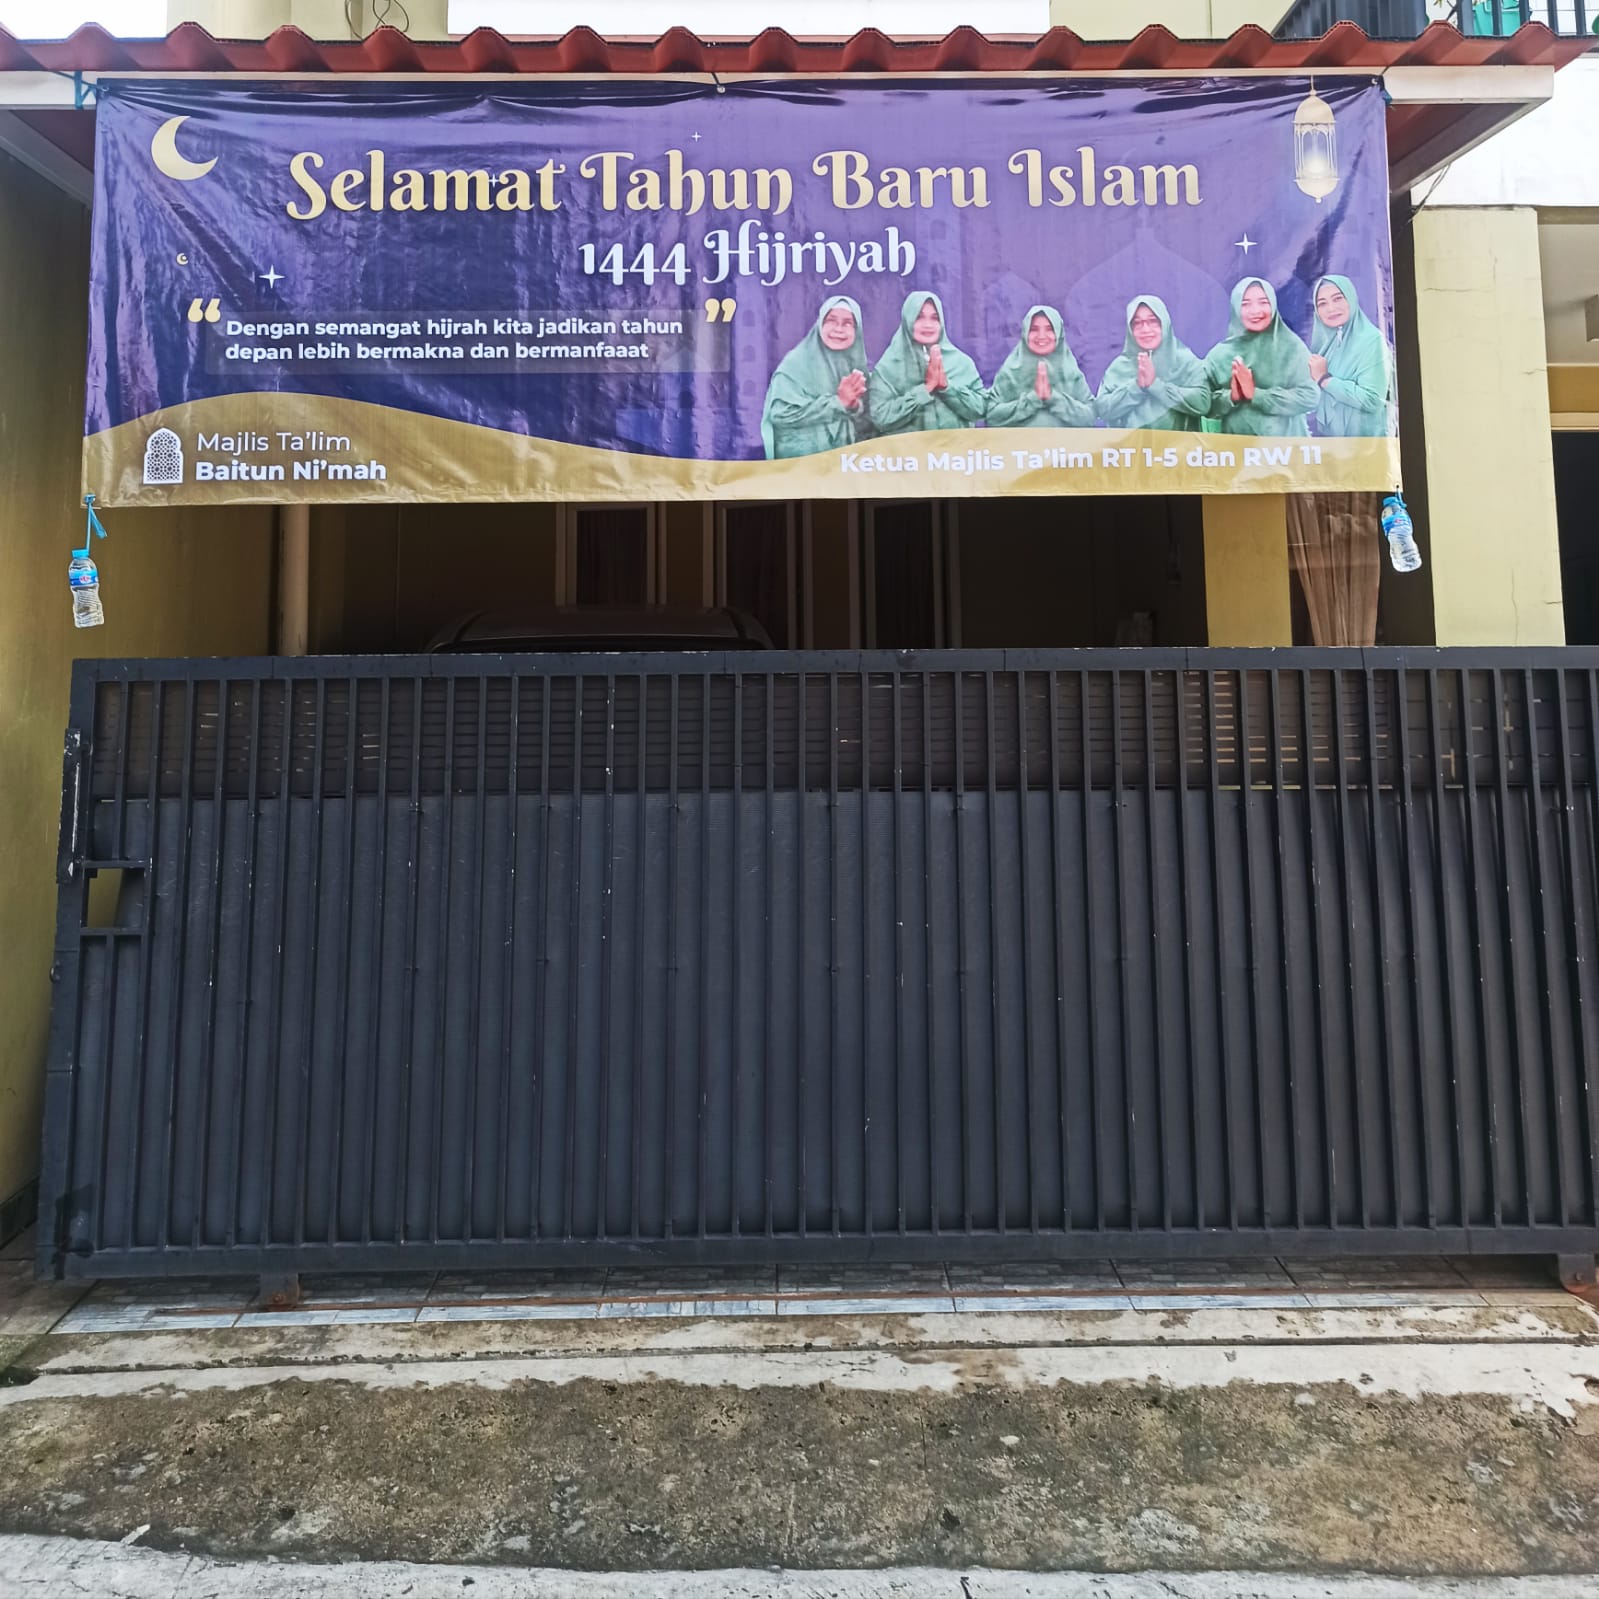 Selamat Tahun Baru Islam
1444 Hijriyah
“Dengan semangat hijrah kita jadikan tahun
depan lebih bermakna dan bermanfaaat”
Majlis Ta’lim
Baitun Ni’mah
Ketua Majlis Ta’lim RT 1-5 dan RW 11